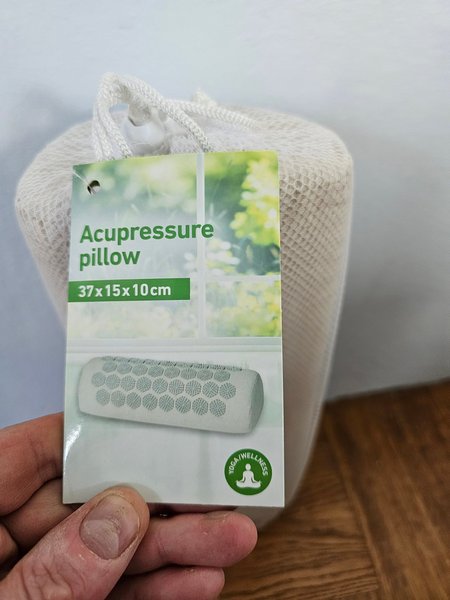 Acupressure
pillow
37x15x10cm
YOGA/WELLNESS